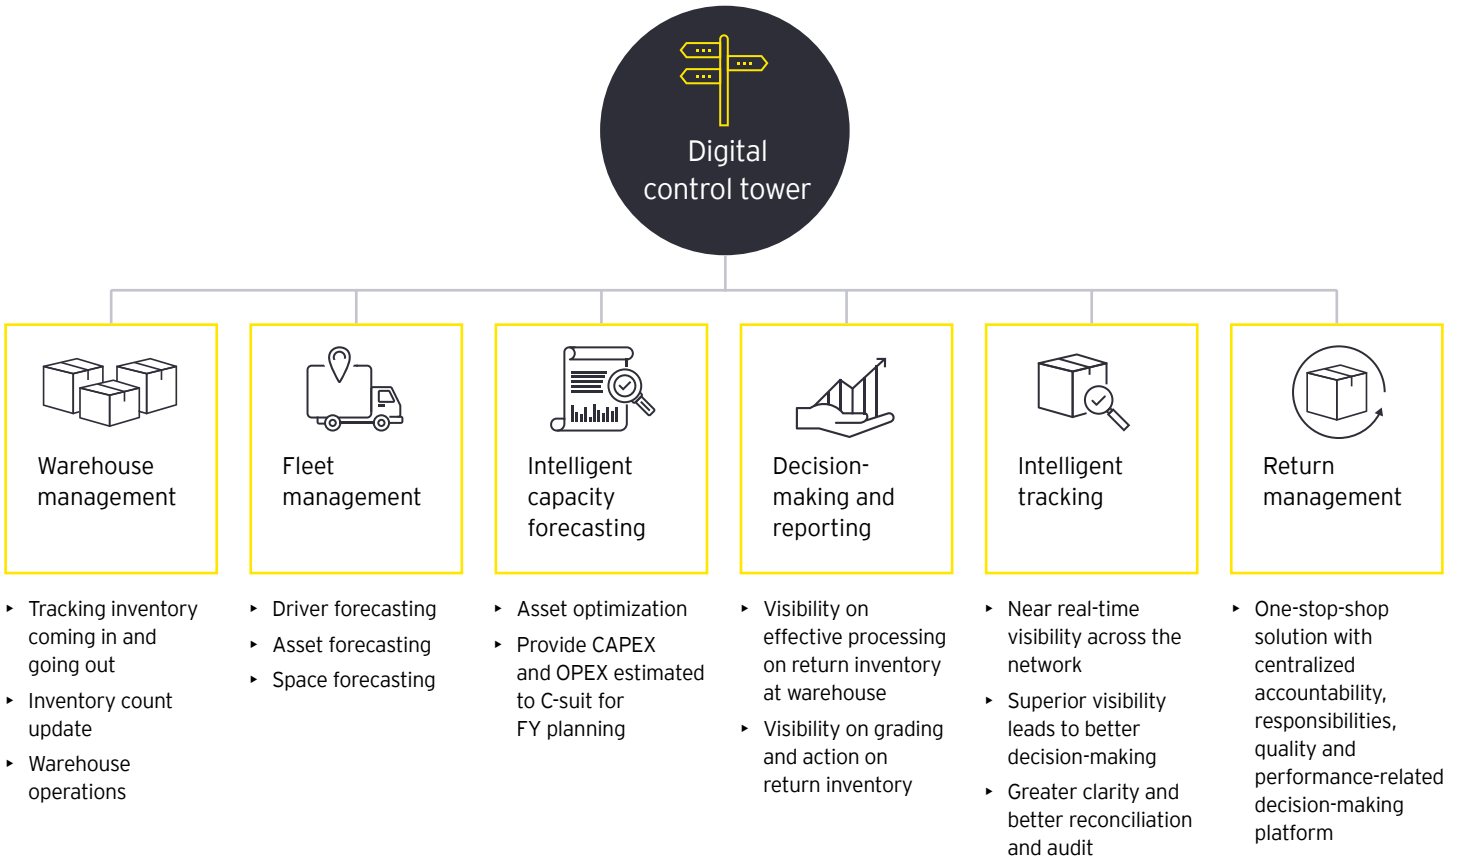 Digital
control tower
Warehouse
management
Fleet
management
Intelligent
capacity
forecasting
Decision-
making and
reporting
Intelligent
tracking
Return
management
‣ Tracking inventory
coming in and
going out
‣ Inventory count
update
‣ Warehouse
operations
‣ Driver forecasting
‣ Asset forecasting
‣ Space forecasting
‣ Asset optimization
‣ Provide CAPEX
and OPEX estimated
to C-suit for
FY planning
‣ Visibility on
effective processing
on return inventory
at warehouse
‣ Visibility on grading
and action on
return inventory
‣ Near real-time
visibility across the
network
‣ Superior visibility
leads to better
decision-making
‣ Greater clarity and
better reconciliation
and audit
‣ One-stop-shop
solution with
centralized
accountability,
responsibilities,
quality and
performance-related
decision-making
platform